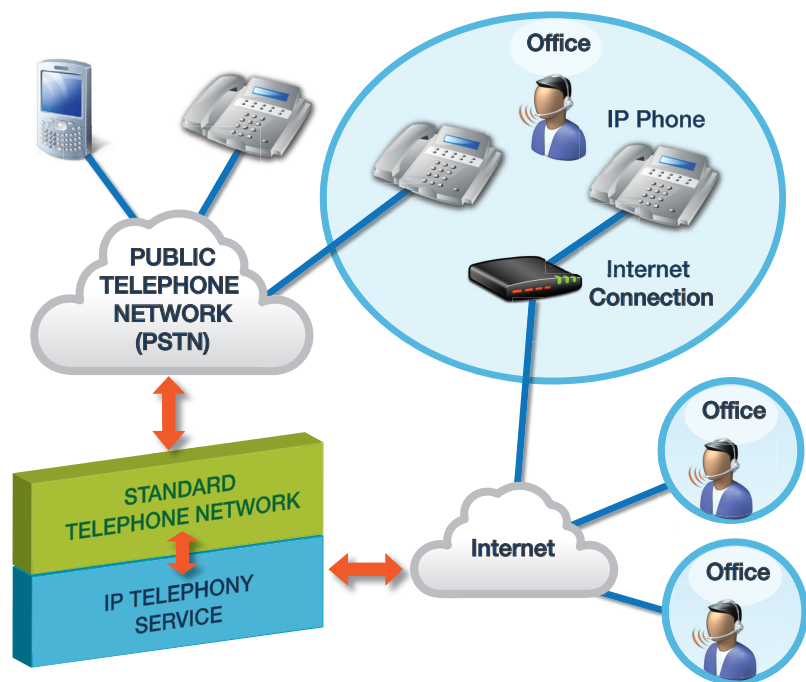 Office
IP Phone
PUBLIC
TELEPHONE
NETWORK
(PSTN)
Internet
Connection
Office
STANDARD
TELEPHONE NETWORK
Internet
IP TELEPHONY
SERVICE
Office